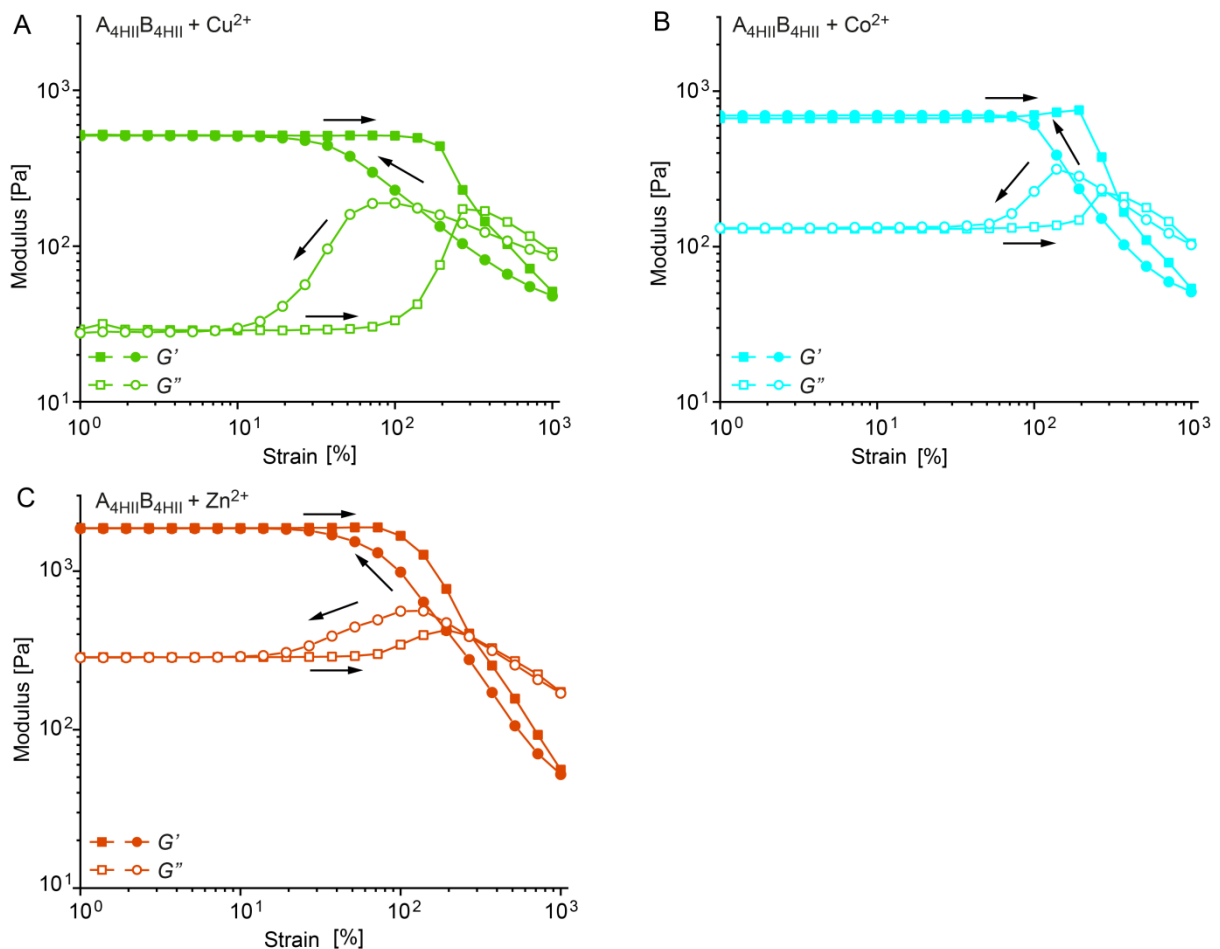 A
A₄HIIB₄HII + Cu²⁺
10³
10²
10¹
Modulus [Pa]
G'
G"
10⁰ 10¹ 10² 10³
Strain [%]
B
A₄HIIB₄HII + Co²⁺
10³
10²
10¹
Modulus [Pa]
G'
G"
10⁰ 10¹ 10² 10³
Strain [%]
C
A₄HIIB₄HII + Zn²⁺
10³
10²
10¹
Modulus [Pa]
G'
G"
10⁰ 10¹ 10² 10³
Strain [%]